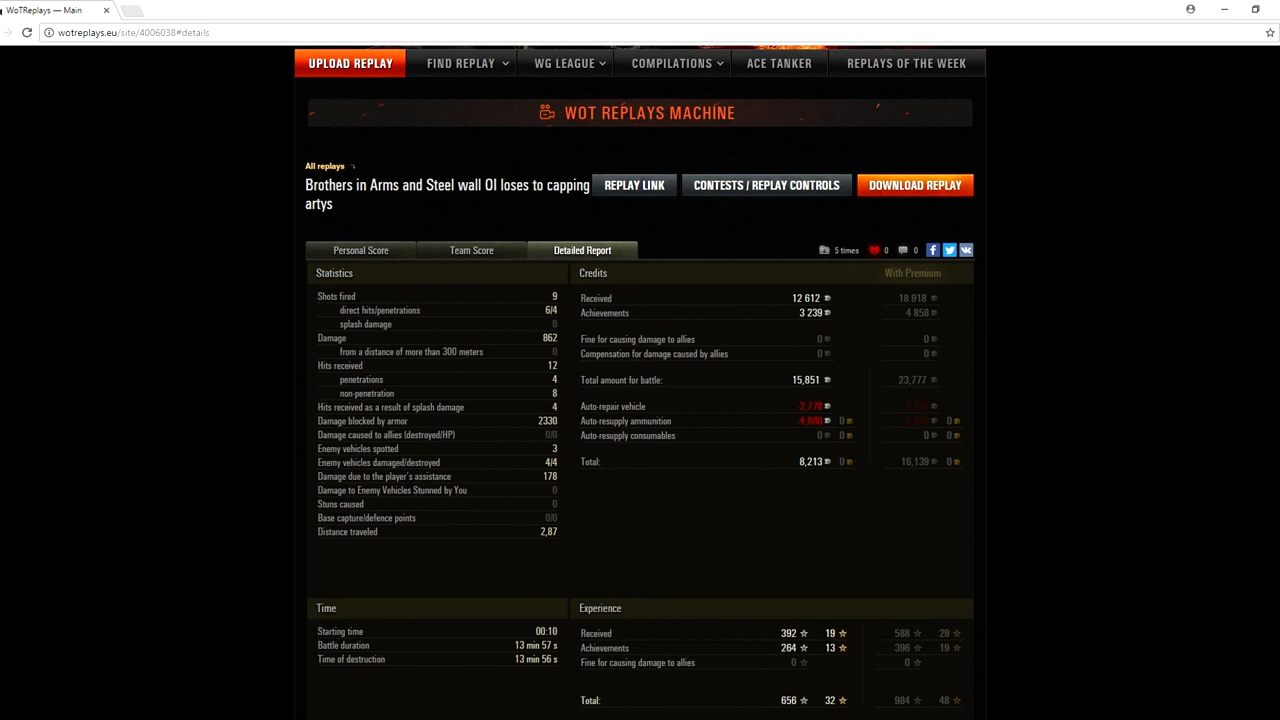 WoTReplays — Main
wotreplays.eu/site/4006038#details
UPLOAD REPLAY FIND REPLAY WG LEAGUE COMPILATIONS ACE TANKER REPLAYS OF THE WEEK
WOT REPLAYS MACHINE
All replays
Brothers in Arms and Steel wall OI loses to capping artys
REPLAY LINK CONTESTS / REPLAY CONTROLS DOWNLOAD REPLAY
Personal Score Team Score Detailed Report 5 times 0 0
Statistics Credits With Premium
Shots fired 9 Received 12 612 18 918
direct hits/penetrations 6/4 Achievements 3 239 4 858
splash damage 0
Damage 862 Fine for causing damage to allies 0 0
from a distance of more than 300 meters 0 Compensation for damage caused by allies 0 0
Hits received 12
penetrations 4 Total amount for battle: 15,851 23,777
non-penetration 8
Hits received as a result of splash damage 4 Auto-repair vehicle
Damage blocked by armor 2330 Auto-resupply ammunition 0 0
Damage caused to allies (destroyed/HP) 0/0 Auto-resupply consumables 0 0 0 0
Enemy vehicles spotted 3
Enemy vehicles damaged/destroyed 4/4 Total: 8,213 0 16,139 0
Damage due to the player's assistance 178
Damage to Enemy Vehicles Stunned by You 0
Stuns caused 0
Base capture/defence points 0/0
Distance traveled 2,87
Time Experience
Starting time 00:10 Received 392 19 588 29
Battle duration 13 min 57 s Achievements 264 13 396 19
Time of destruction 13 min 56 s Fine for causing damage to allies 0 0
Total: 656 32 984 48